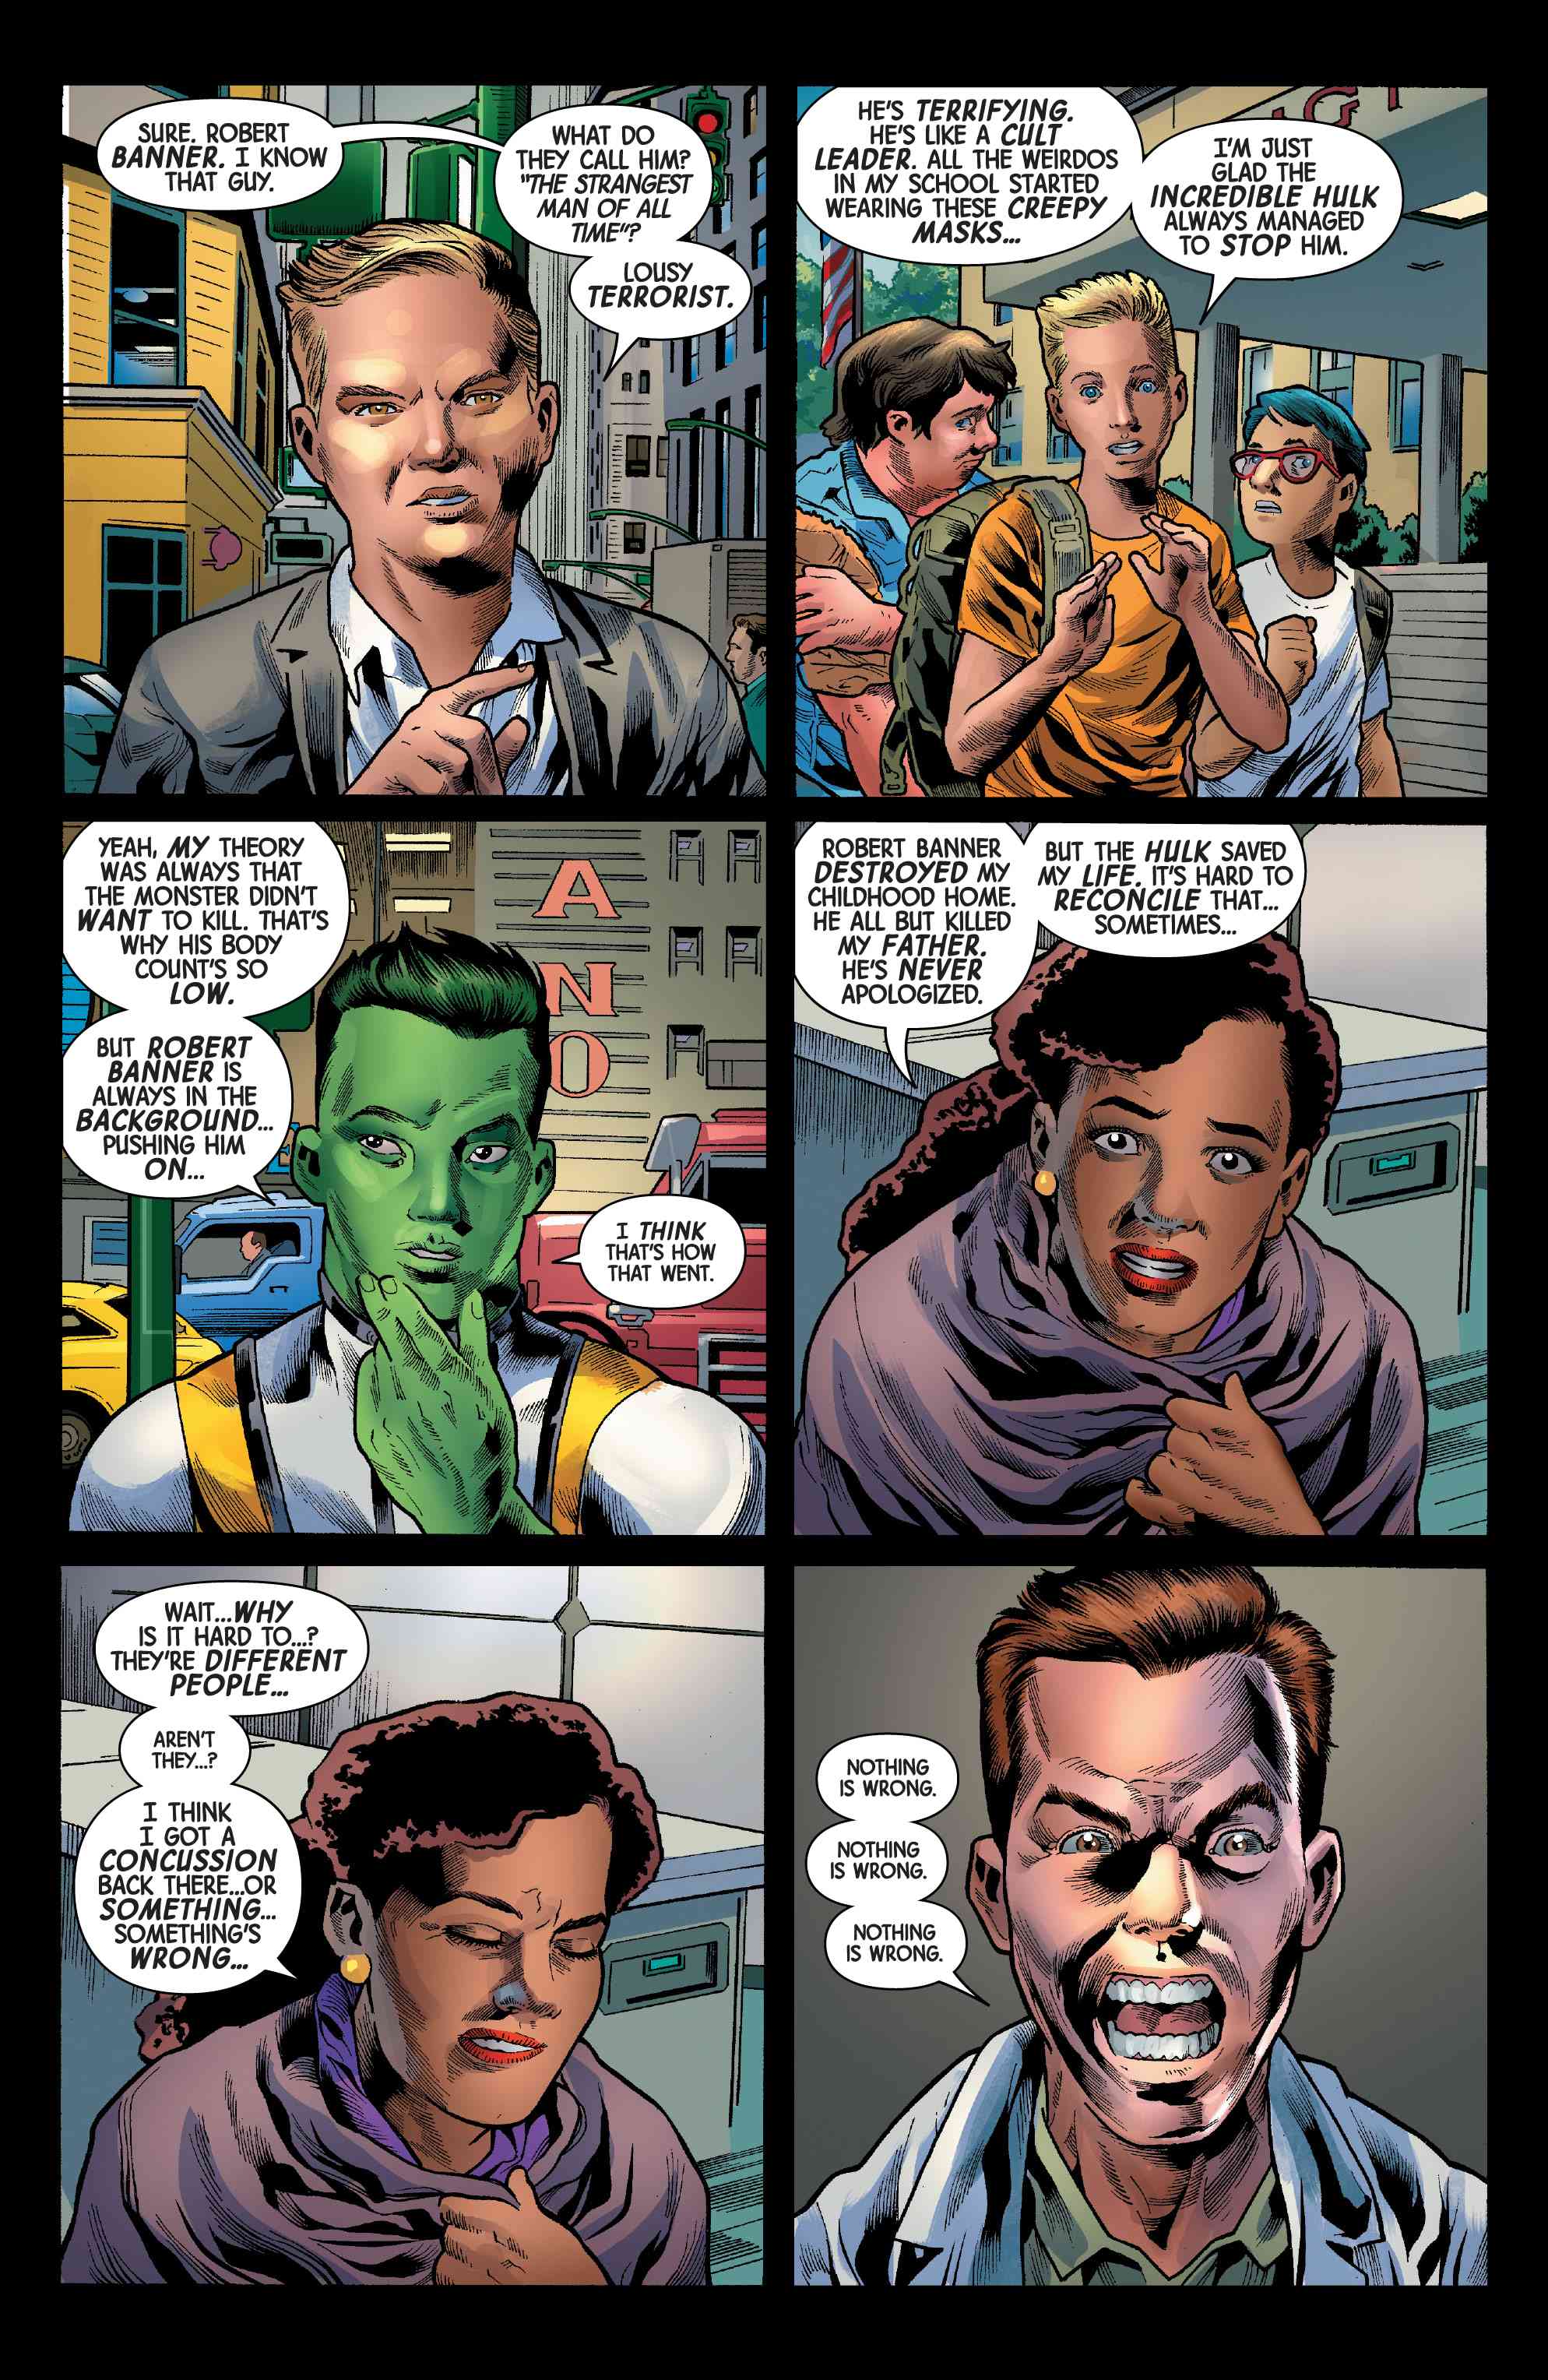 SURE. ROBERT
BANNER. I KNOW
THAT GUY.
WHAT DO
THEY CALL HIM?
"THE STRANGEST
MAN OF ALL
TIME"?
LOUSY
TERRORIST.
HE'S TERRIFYING.
HE'S LIKE A CULT
LEADER. ALL THE WEIRDOS
IN MY SCHOOL STARTED
WEARING THESE CREEPY
MASKS...
I'M JUST
GLAD THE
INCREDIBLE HULK
ALWAYS MANAGED
TO STOP HIM.
YEAH, MY THEORY
WAS ALWAYS THAT
THE MONSTER DIDN'T
WANT TO KILL. THAT'S
WHY HIS BODY
COUNT'S SO
LOW.
BUT ROBERT
BANNER IS
ALWAYS IN THE
BACKGROUND...
PUSHING HIM
ON...
A
N
O
I THINK
THAT'S HOW
THAT WENT.
ROBERT BANNER
DESTROYED MY
CHILDHOOD HOME.
HE ALL BUT KILLED
MY FATHER.
HE'S NEVER
APOLOGIZED.
BUT THE HULK SAVED
MY LIFE. IT'S HARD TO
RECONCILE THAT...
SOMETIMES...
WAIT...WHY
IS IT HARD TO...?
THEY'RE DIFFERENT
PEOPLE...
AREN'T
THEY...?
I THINK
I GOT A
CONCUSSION
BACK THERE...OR
SOMETHING...
SOMETHING'S
WRONG...
NOTHING
IS WRONG.
NOTHING
IS WRONG.
NOTHING
IS WRONG.